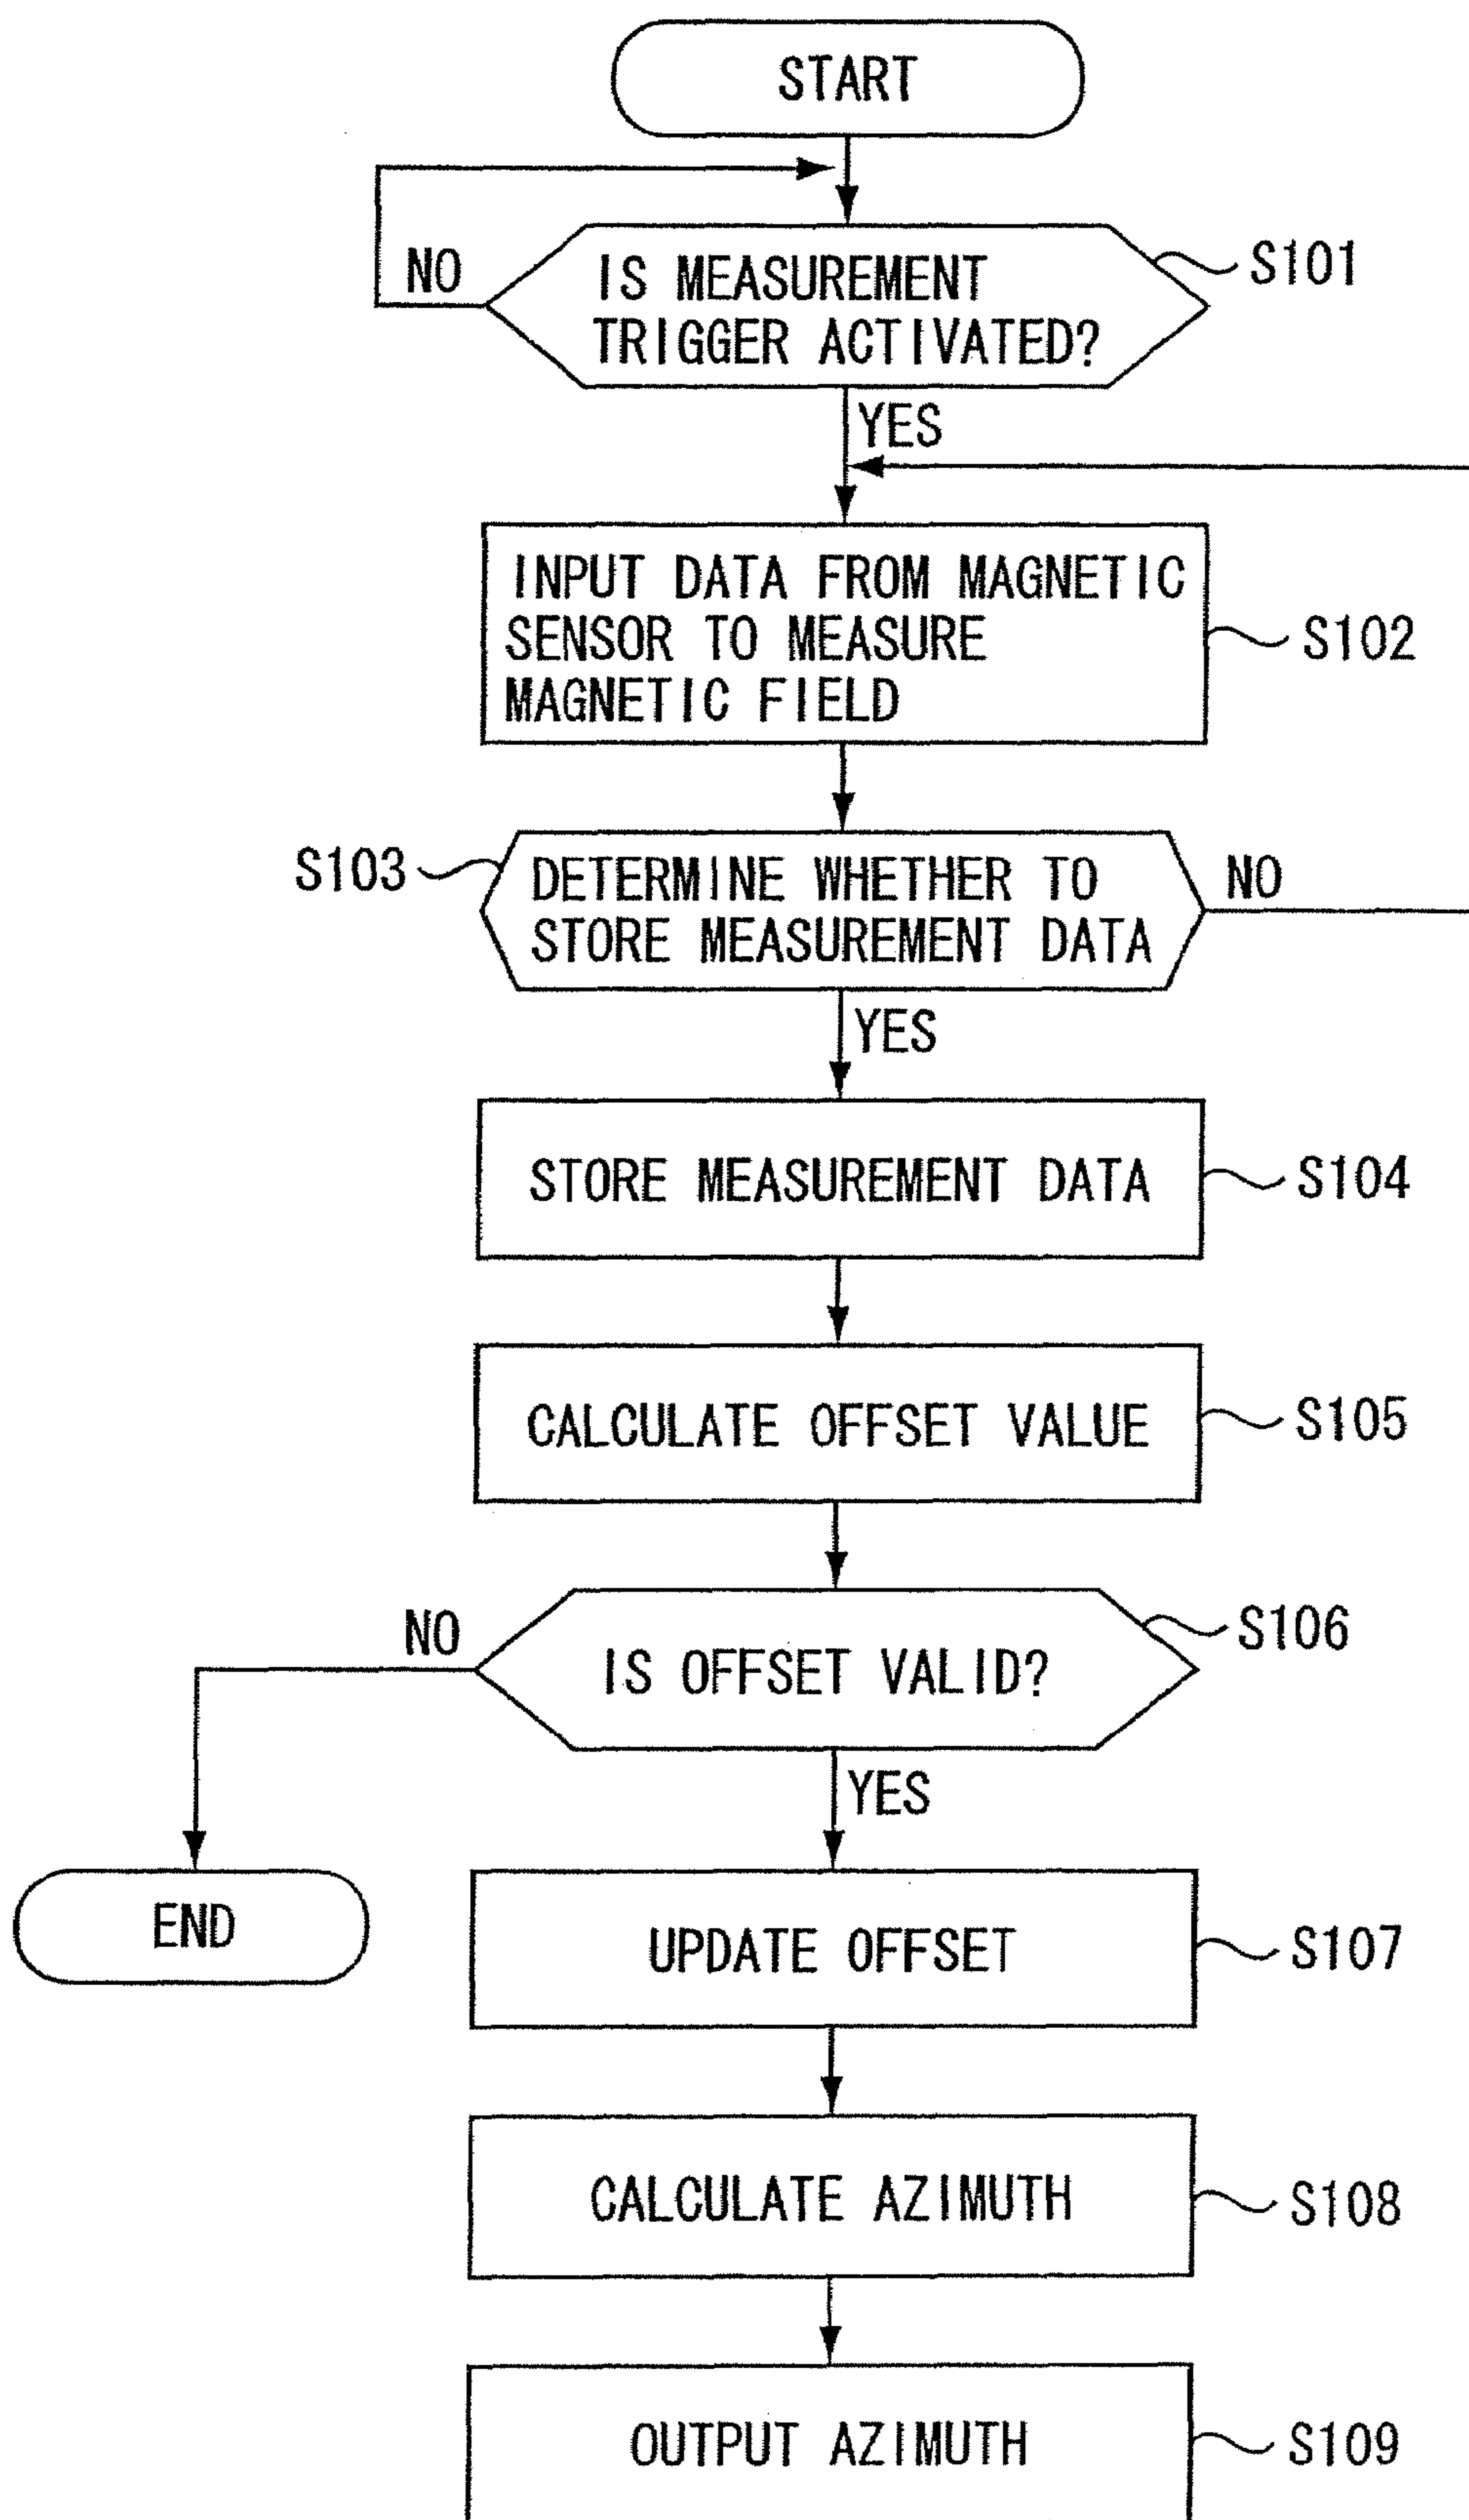 START
NO
IS MEASUREMENT
TRIGGER ACTIVATED?
S101
YES
INPUT DATA FROM MAGNETIC
SENSOR TO MEASURE
MAGNETIC FIELD
S102
S103
DETERMINE WHETHER TO
STORE MEASUREMENT DATA
NO
YES
STORE MEASUREMENT DATA
S104
CALCULATE OFFSET VALUE
S105
NO
IS OFFSET VALID?
S106
YES
END
UPDATE OFFSET
S107
CALCULATE AZIMUTH
S108
OUTPUT AZIMUTH
S109